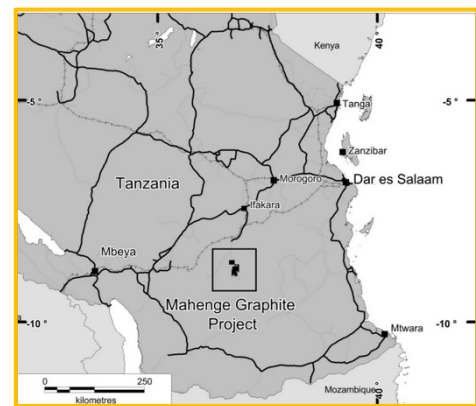 35
40
Kenya
-5 °
-5 °
Tanga
Zanzibar
Tanzania
Morogoro
Dar es Salaam
Ifakara
Mbeya
Mahenge Graphite
Project
-10 °
-10 °
Mtwara
0
250
kilometres
Mozambique
40 °